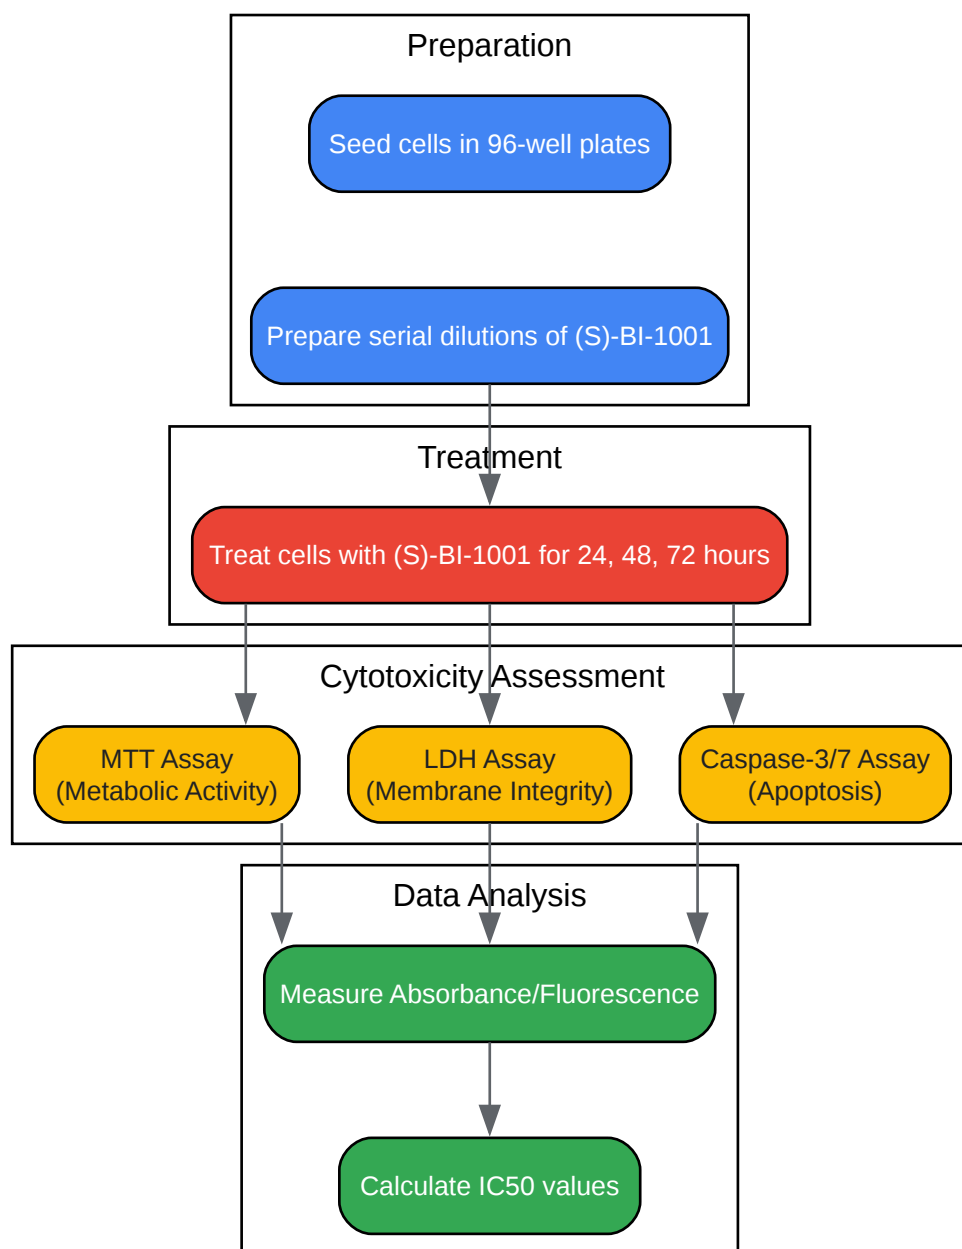 Preparation
Seed cells in 96-well plates
Prepare serial dilutions of (S)-BI-1001
Treatment
Treat cells with (S)-BI-1001 for 24, 48, 72 hours
Cytotoxicity Assessment
MTT Assay
(Metabolic Activity)
LDH Assay
(Membrane Integrity)
Caspase-3/7 Assay
(Apoptosis)
Data Analysis
Measure Absorbance/Fluorescence
Calculate IC50 values